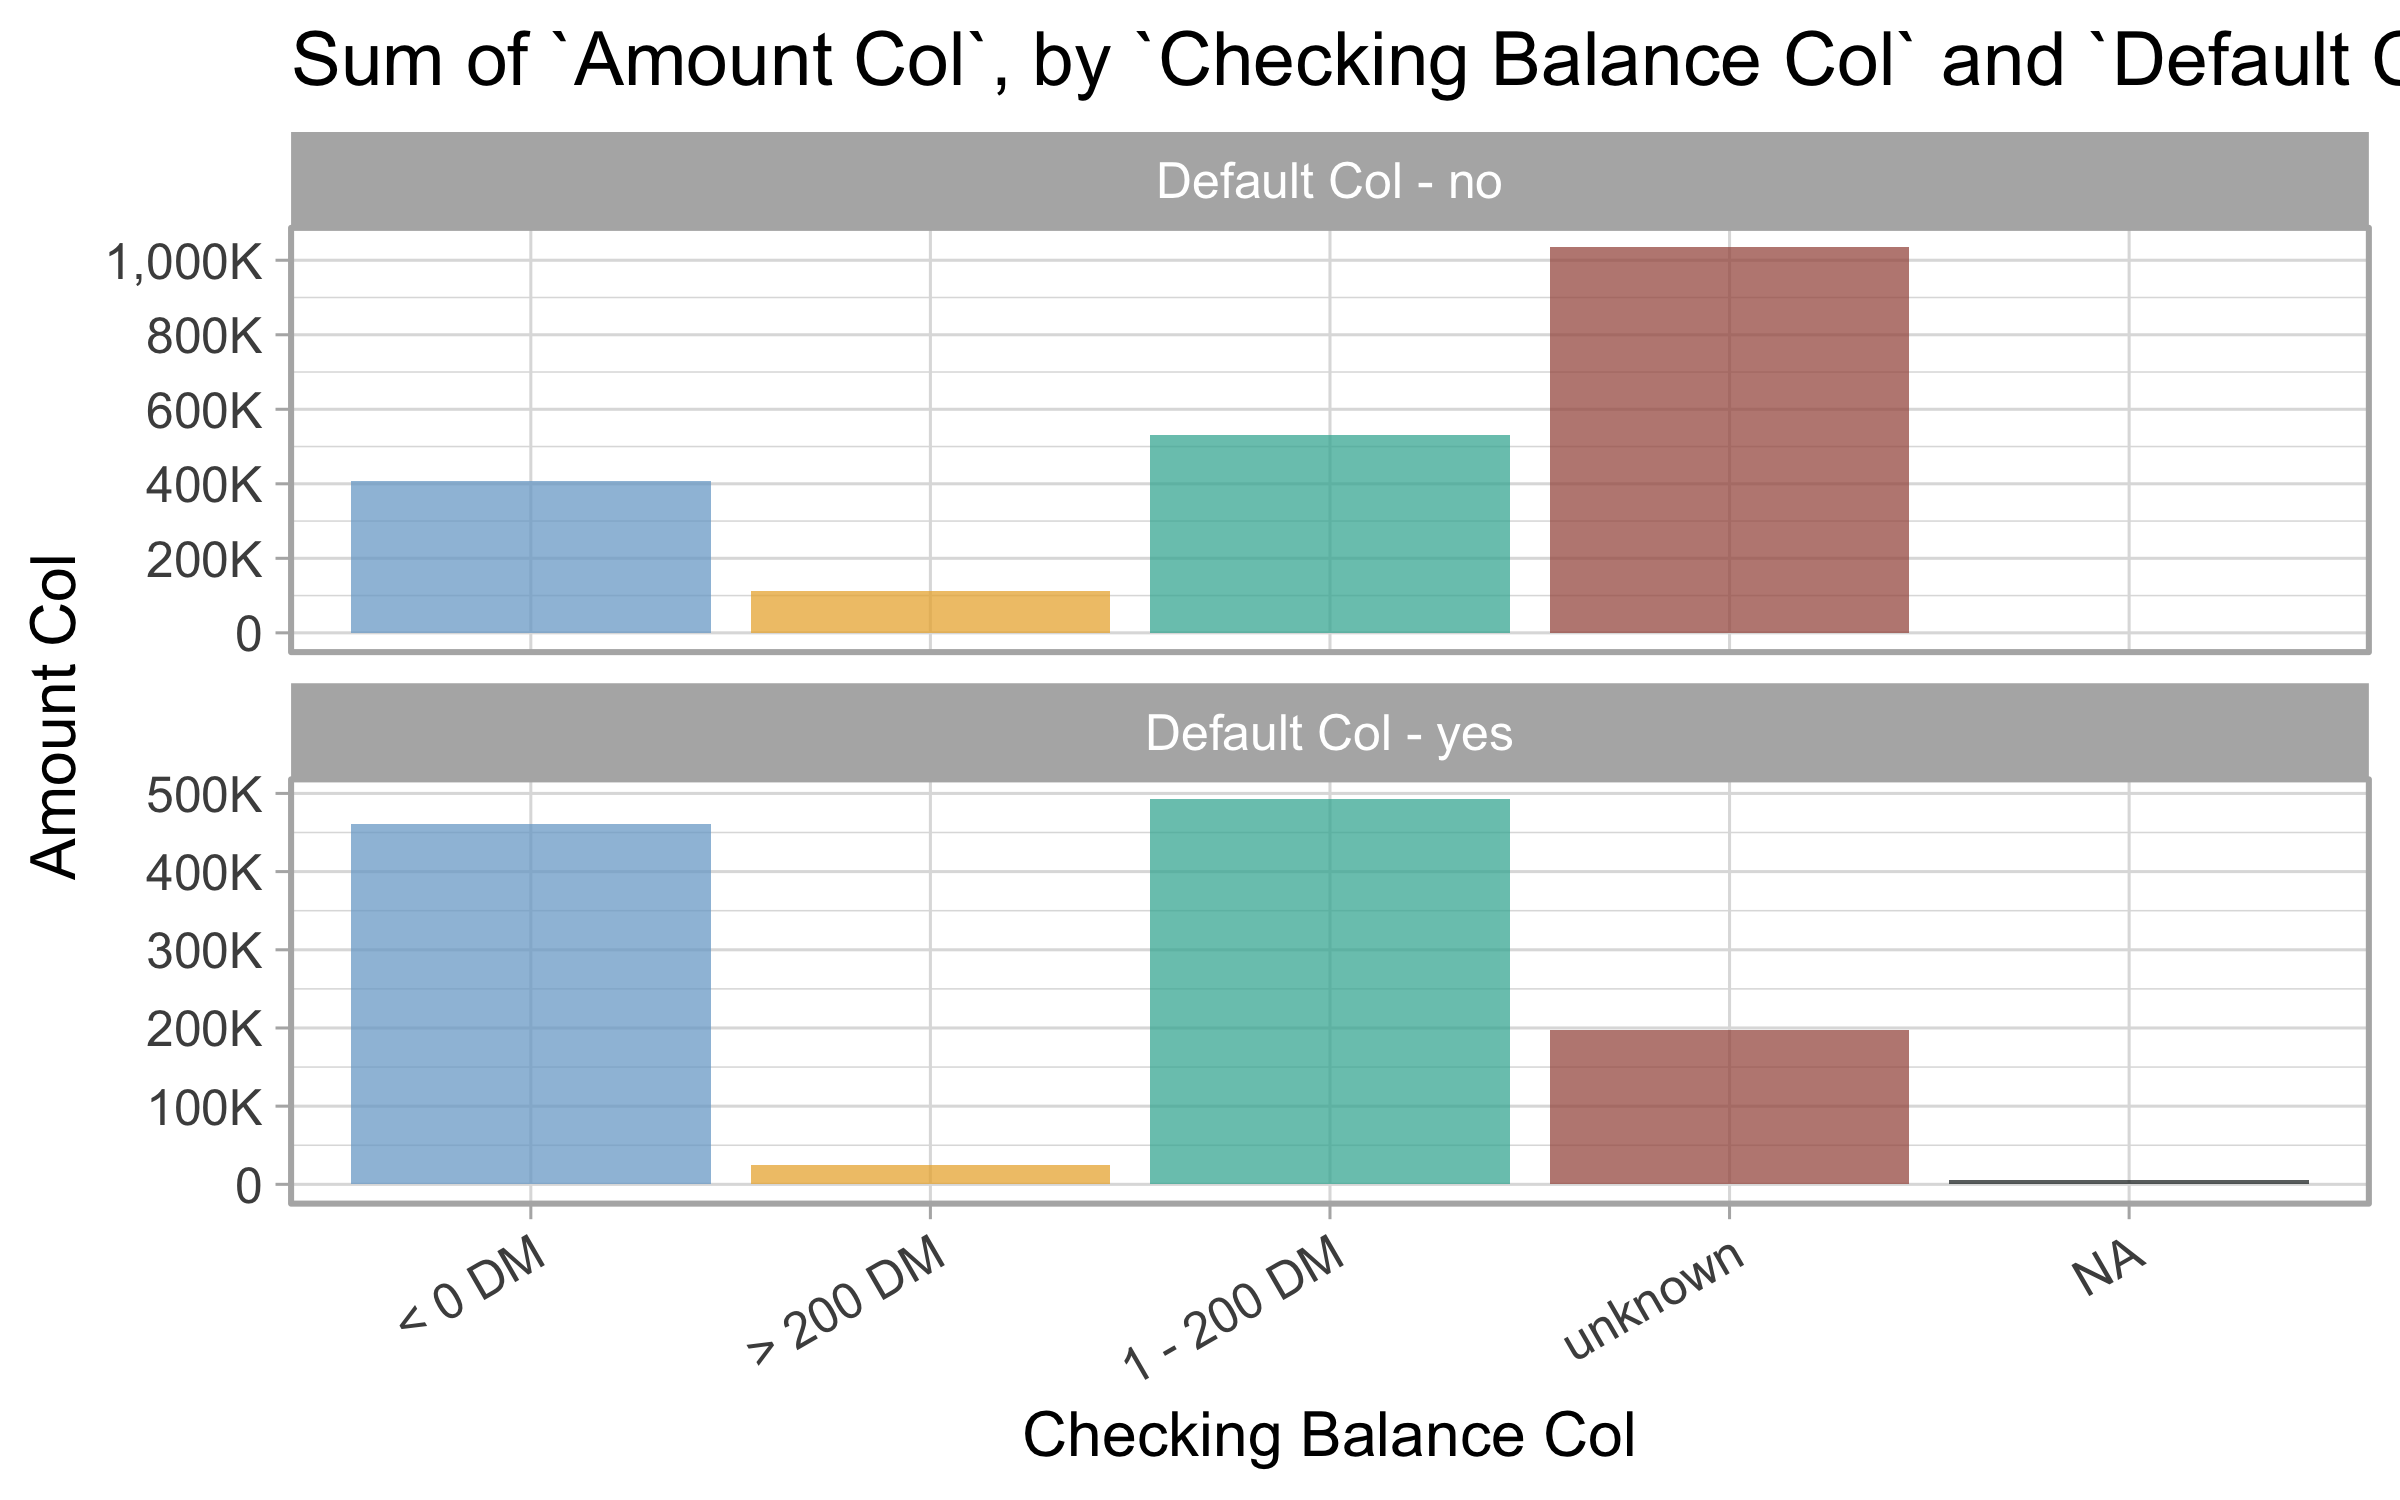 Sum of `Amount Col`, by `Checking Balance Col` and `Default C
Default Col - no
1,000K
800K
600K
400K
200K
0
Default Col - yes
500K
400K
300K
200K
100K
0
Amount Col
< 0 DM
> 200 DM
1 - 200 DM
unknown
NA
Checking Balance Col